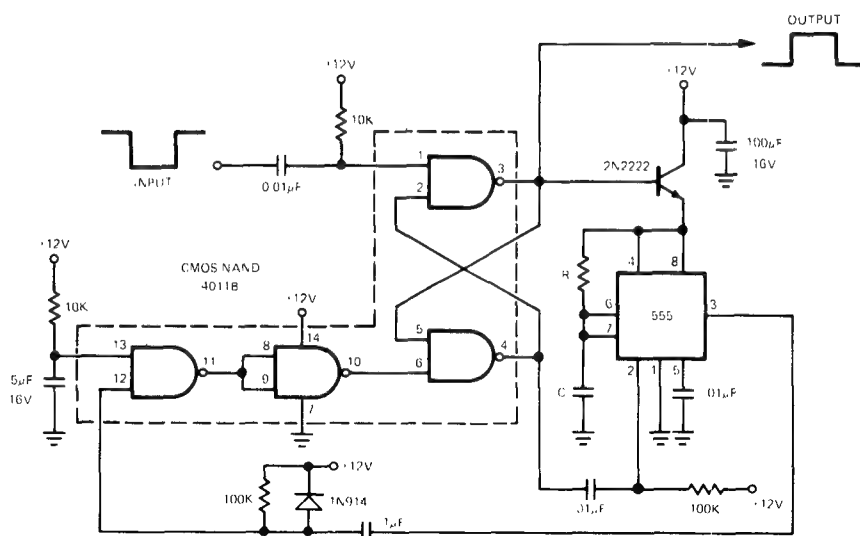 OUTPUT
+12V
+12V
10K
100µF
16V
2N2222
INPUT
0.01µF
1
2
3
+12V
CMOS NAND
4011B
+12V
10K
14
R
4
8
6
7
555
3
2
1
5
C
.01µF
5µF
16V
13
12
11
8
9
10
7
5
6
4
+12V
100K
1N914
.1µF
.01µF
100K
+12V